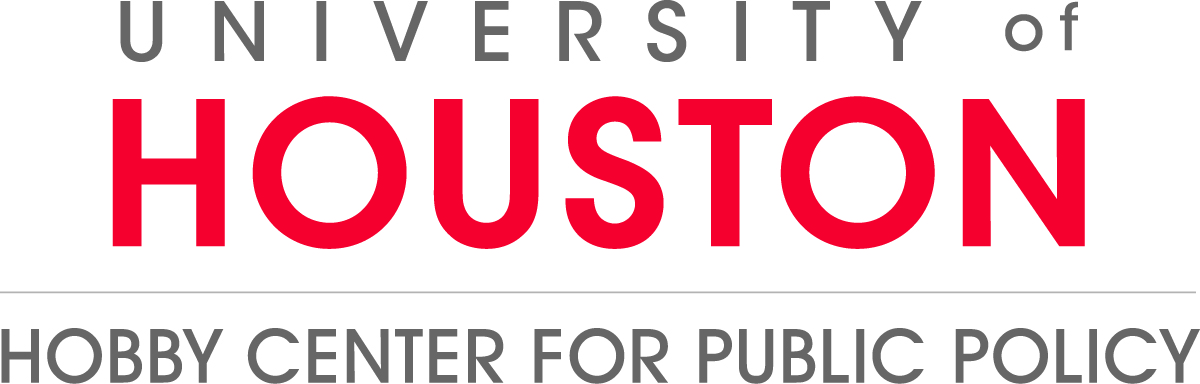 UNIVERSITY of
HOUSTON
HOBBY CENTER FOR PUBLIC POLICY